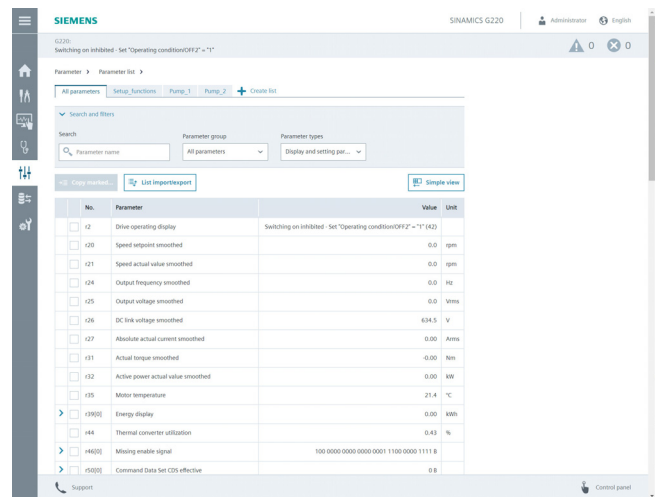 SIEMENS
SINAMICS G220
Administrator
English
G220:
Switching on inhibited - Set "Operating condition/OFF2" = "1"
0
0
Parameter > Parameter list >
All parameters Setup_functions Pump_1 Pump_2 Create list
Search and filters
Search Parameter group Parameter types
Parameter name All parameters Display and setting par...
Copy marked... List import/export Simple view
No. Parameter Value Unit
r2 Drive operating display Switching on inhibited - Set "Operating condition/OFF2" = "1" (42)
r20 Speed setpoint smoothed 0.0 rpm
r21 Speed actual value smoothed 0.0 rpm
r24 Output frequency smoothed 0.0 Hz
r25 Output voltage smoothed 0.0 Vrms
r26 DC link voltage smoothed 634.5 V
r27 Absolute actual current smoothed 0.00 Arms
r31 Actual torque smoothed -0.00 Nm
r32 Active power actual value smoothed 0.00 kW
r35 Motor temperature 21.4 °C
r39[0] Energy display 0.00 kWh
r44 Thermal converter utilization 0.43 %
r46[0] Missing enable signal 100 0000 0000 0000 0001 1100 0000 1111 B
r50[0] Command Data Set CDS effective 0 B
Support
Control panel